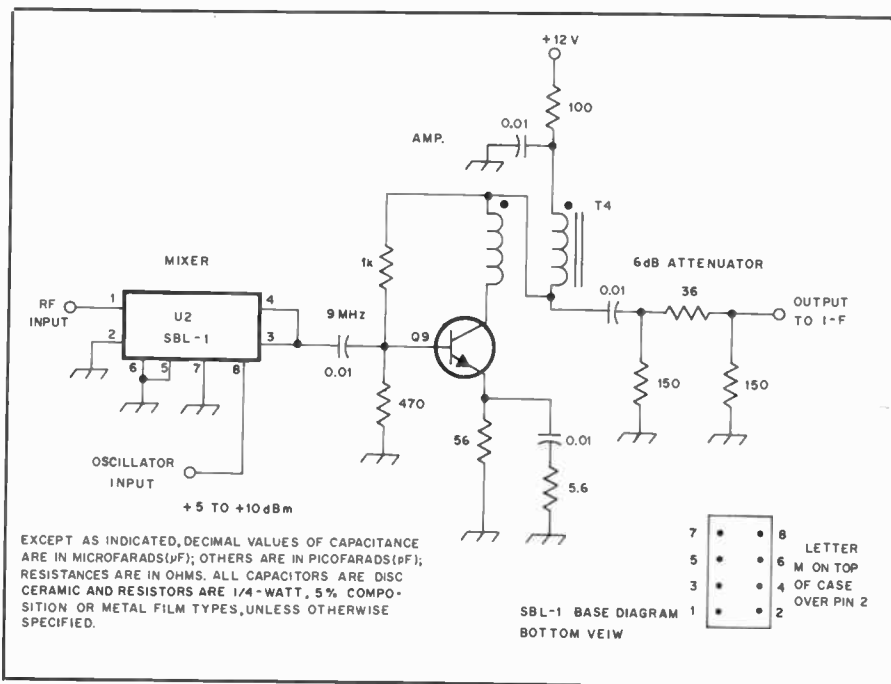 +12 V
100
0.01
AMP.
T4
1k
MIXER
6dB ATTENUATOR
RF
INPUT
1
2
U2
SBL-1
4
3
6
5
7
8
9 MHz
0.01
Q9
0.01
36
OUTPUT
TO I-F
470
150
150
56
0.01
5.6
OSCILLATOR
INPUT
+5 TO +10dBm
EXCEPT AS INDICATED, DECIMAL VALUES OF CAPACITANCE
ARE IN MICROFARADS(µF); OTHERS ARE IN PICOFARADS(pF);
RESISTANCES ARE IN OHMS. ALL CAPACITORS ARE DISC
CERAMIC AND RESISTORS ARE 1/4-WATT, 5% COMPO-
SITION OR METAL FILM TYPES, UNLESS OTHERWISE
SPECIFIED.
SBL-1 BASE DIAGRAM
BOTTOM VEIW
7
8
5
6
3
4
1
2
LETTER
M ON TOP
OF CASE
OVER PIN 2